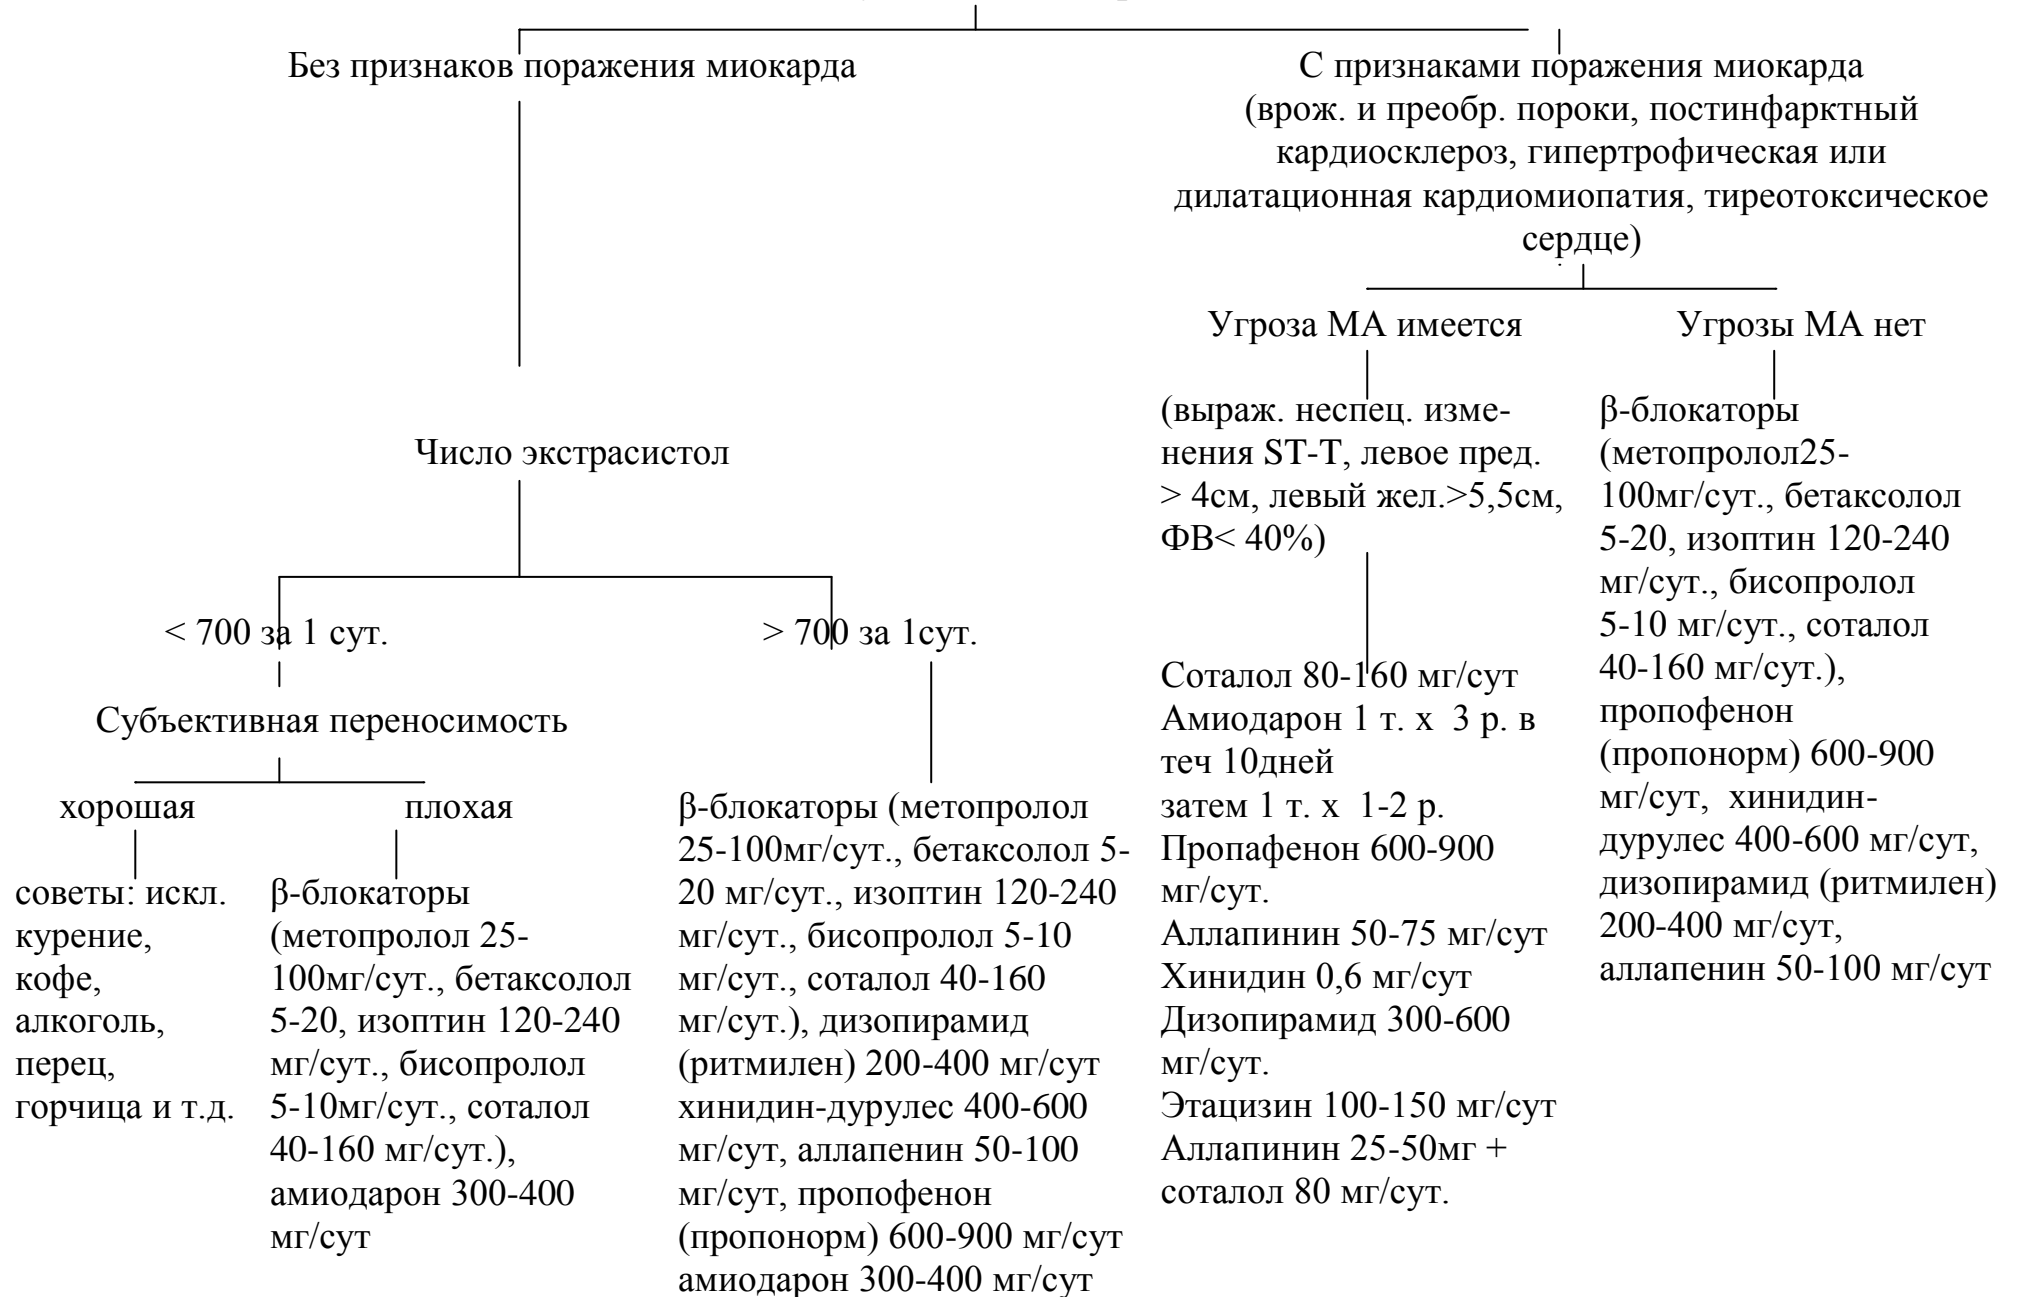 Без признаков поражения миокарда
С признаками поражения миокарда
(врож. и преобр. пороки, постинфарктный
кардиосклероз, гипертрофическая или
дилатационная кардиомиопатия, тиреотоксическое
сердце)
Число экстрасистол
< 700 за 1 сут.
> 700 за 1сут.
Субъективная переносимость
хорошая
плохая
советы: искл.
курение,
кофе,
алкоголь,
перец,
горчица и т.д.
β-блокаторы
(метопролол 25-
100мг/сут., бетаксолол
5-20, изоптин 120-240
мг/сут., бисопролол
5-10мг/сут., соталол
40-160 мг/сут.),
амиодарон 300-400
мг/сут
β-блокаторы (метопролол
25-100мг/сут., бетаксолол 5-
20 мг/сут., изоптин 120-240
мг/сут., бисопролол 5-10
мг/сут., соталол 40-160
мг/сут.), дизопирамид
(ритмилен) 200-400 мг/сут
хинидин-дурулес 400-600
мг/сут, аллапенин 50-100
мг/сут, пропофенон
(пропонорм) 600-900 мг/сут
амиодарон 300-400 мг/сут
Угроза МА имеется
(выраж. неспец. изме-
нения ST-T, левое пред.
> 4см, левый жел.>5,5см,
ФВ< 40%)
Соталол 80-160 мг/сут
Амиодарон 1 т. х 3 р. в
теч 10дней
затем 1 т. х 1-2 р.
Пропафенон 600-900
мг/сут.
Аллапинин 50-75 мг/сут
Хинидин 0,6 мг/сут
Дизопирамид 300-600
мг/сут.
Этацизин 100-150 мг/сут
Аллапинин 25-50мг +
соталол 80 мг/сут.
Угрозы МА нет
β-блокаторы
(метопролол25-
100мг/сут., бетаксолол
5-20, изоптин 120-240
мг/сут., бисопролол
5-10 мг/сут., соталол
40-160 мг/сут.),
пропофенон
(пропонорм) 600-900
мг/сут, хинидин-
дурулес 400-600 мг/сут,
дизопирамид (ритмилен)
200-400 мг/сут,
аллапенин 50-100 мг/сут